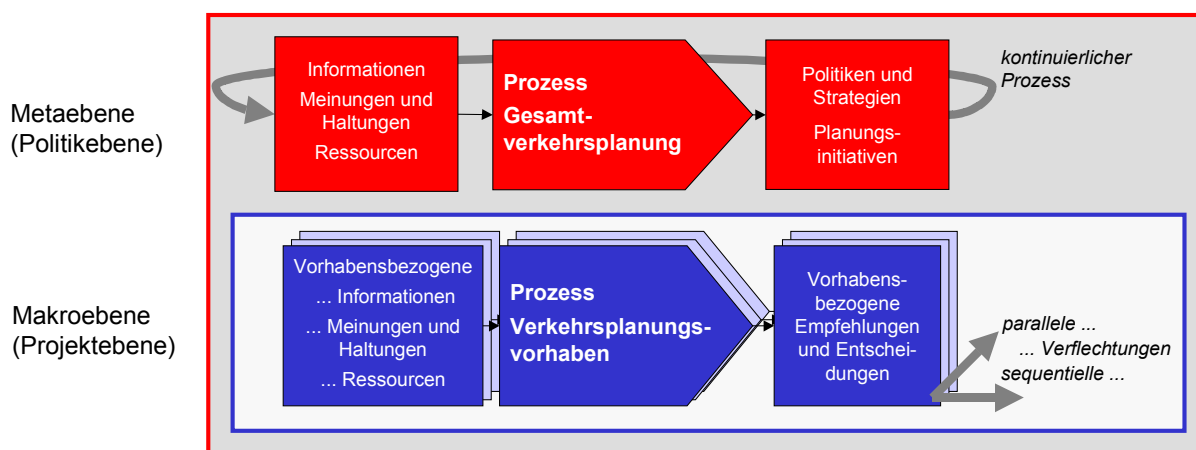 Metaebene
(Politikebene)
Informationen
Meinungen und
Haltungen
Ressourcen
Prozess
Gesamt-
verkehrsplanung
Politiken und
Strategien
Planungs-
initiativen
kontinuierlicher
Prozess
Makroebene
(Projektebene)
Vorhabensbezogene
... Informationen
... Meinungen und
Haltungen
... Ressourcen
Prozess
Verkehrsplanungs-
vorhaben
Vorhabens-
bezogene
Empfehlungen
und Entschei-
dungen
parallele ...
... Verflechtungen
sequentielle ...